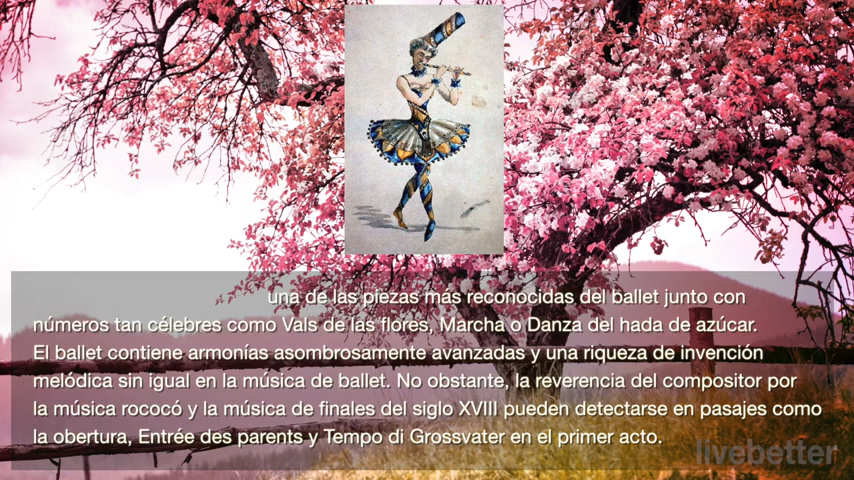 una de las piezas más reconocidas del ballet junto con
números tan célebres como Vals de las flores, Marcha o Danza del hada de azúcar.
El ballet contiene armonías asombrosamente avanzadas y una riqueza de invención
melódica sin igual en la música de ballet. No obstante, la reverencia del compositor por
la música rococó y la música de finales del siglo XVIII pueden detectarse en pasajes como
la obertura, Entrée des parents y Tempo di Grossvater en el primer acto.
livebetter